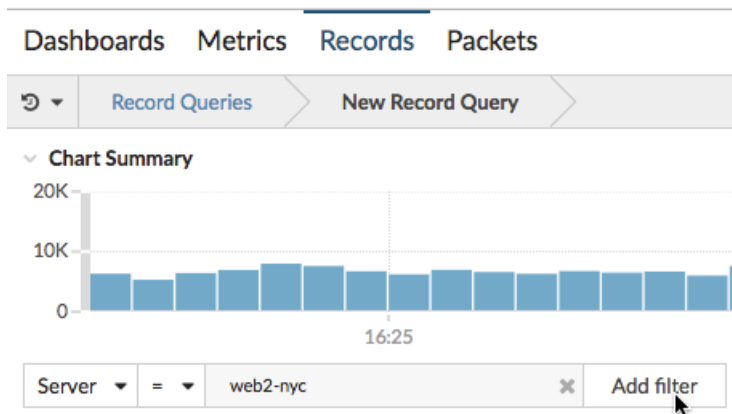 Dashboards Metrics Records Packets
Record Queries New Record Query
Chart Summary
20K
10K
0
16:25
Server = web2-nyc Add filter